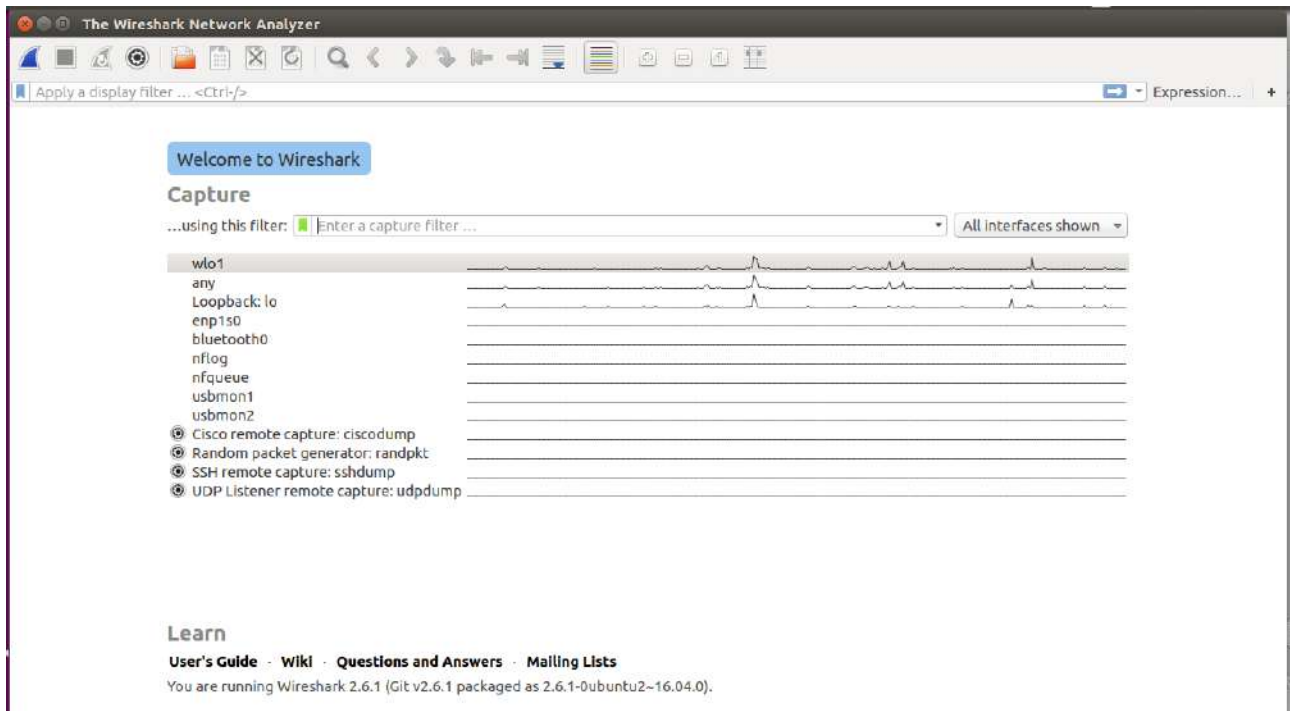 The Wireshark Network Analyzer
Apply a display filter ... <Ctrl-/> Expression... +
Welcome to Wireshark
Capture
...using this filter: Enter a capture filter ... All interfaces shown
wlo1
any
Loopback: lo
enp1s0
bluetooth0
nflog
nfqueue
usbmon1
usbmon2
Cisco remote capture: ciscodump
Random packet generator: randpkt
SSH remote capture: sshdump
UDP Listener remote capture: udpdump
Learn
User's Guide · Wiki · Questions and Answers · Mailing Lists
You are running Wireshark 2.6.1 (Git v2.6.1 packaged as 2.6.1-0ubuntu2~16.04.0).